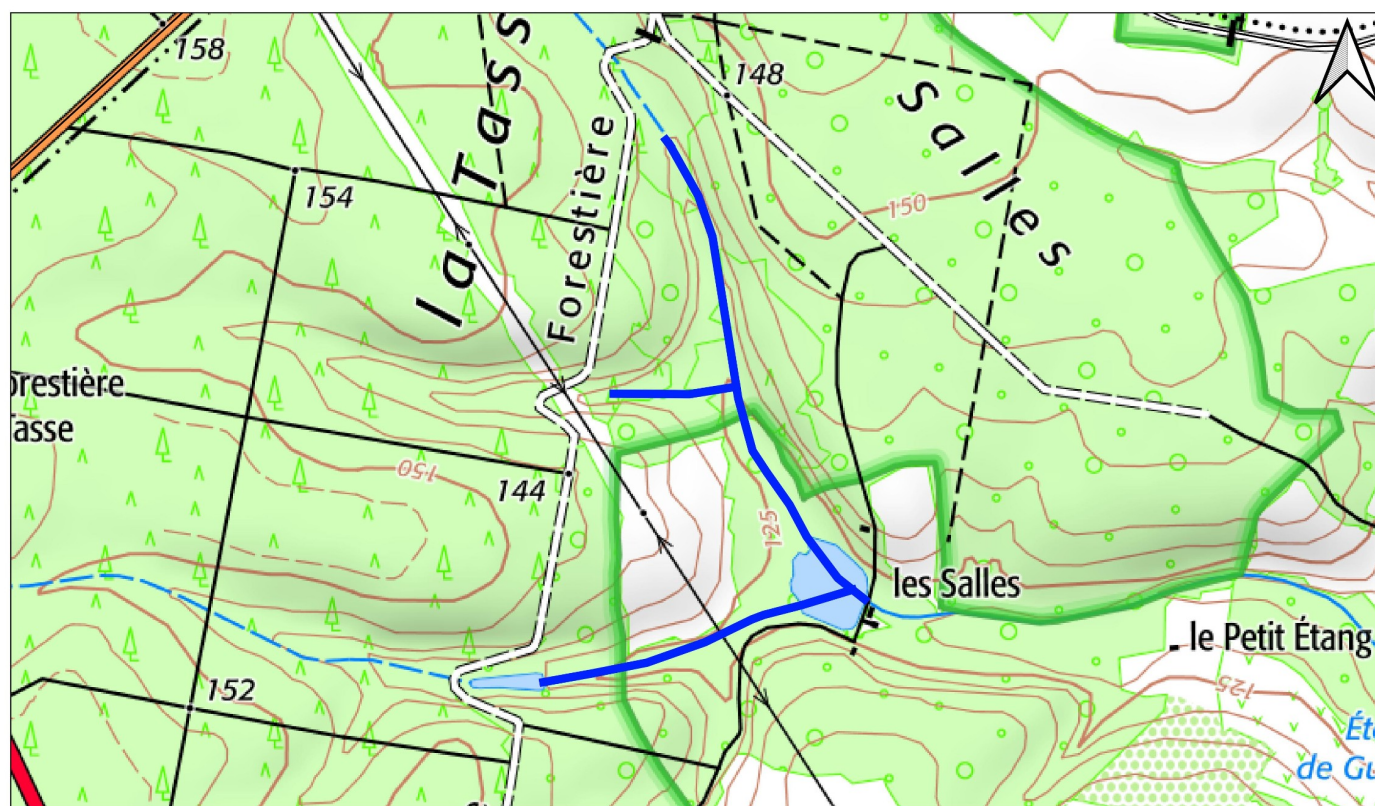 158
148
la Tass
Salles
154
Forestière
150
orestière
asse
150
144
125
les Salles
le Petit Étang
152
125
Ét
de Gu